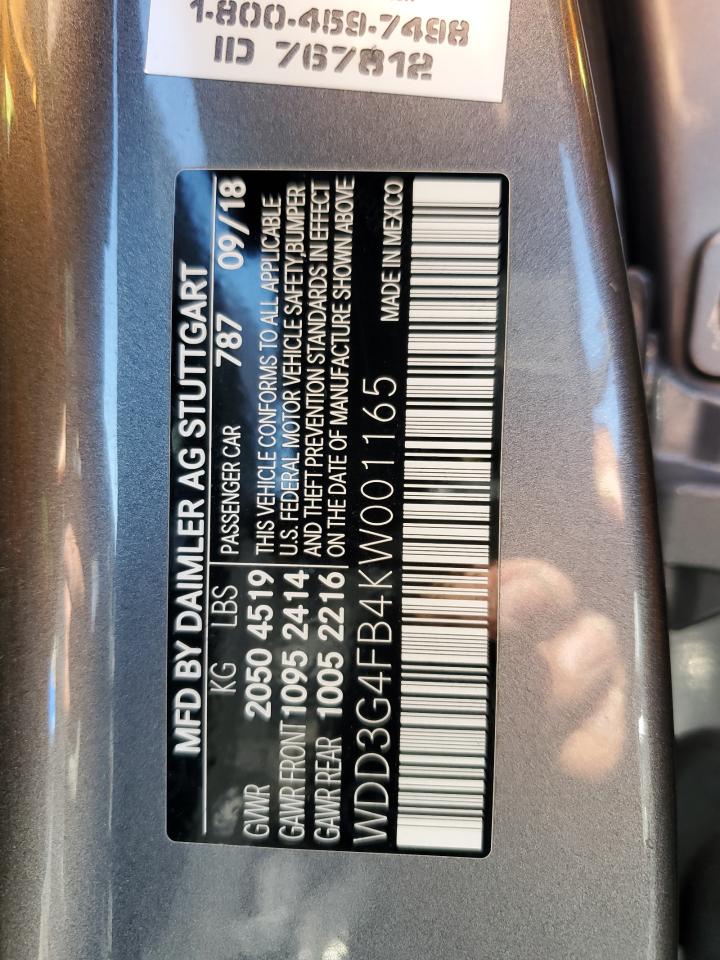 1-800-459-7498
IID 767812
MFD BY DAIMLER AG STUTTGART
KG LBS PASSENGER CAR 787 09/18
GVWR 2050 4519 THIS VEHICLE CONFORMS TO ALL APPLICABLE
GAWR FRONT 1095 2414 U.S. FEDERAL MOTOR VEHICLE SAFETY,BUMPER
GAWR REAR 1005 2216 AND THEFT PREVENTION STANDARDS IN EFFECT
ON THE DATE OF MANUFACTURE SHOWN ABOVE
WDD3G4FB4KW001165 MADE IN MEXICO